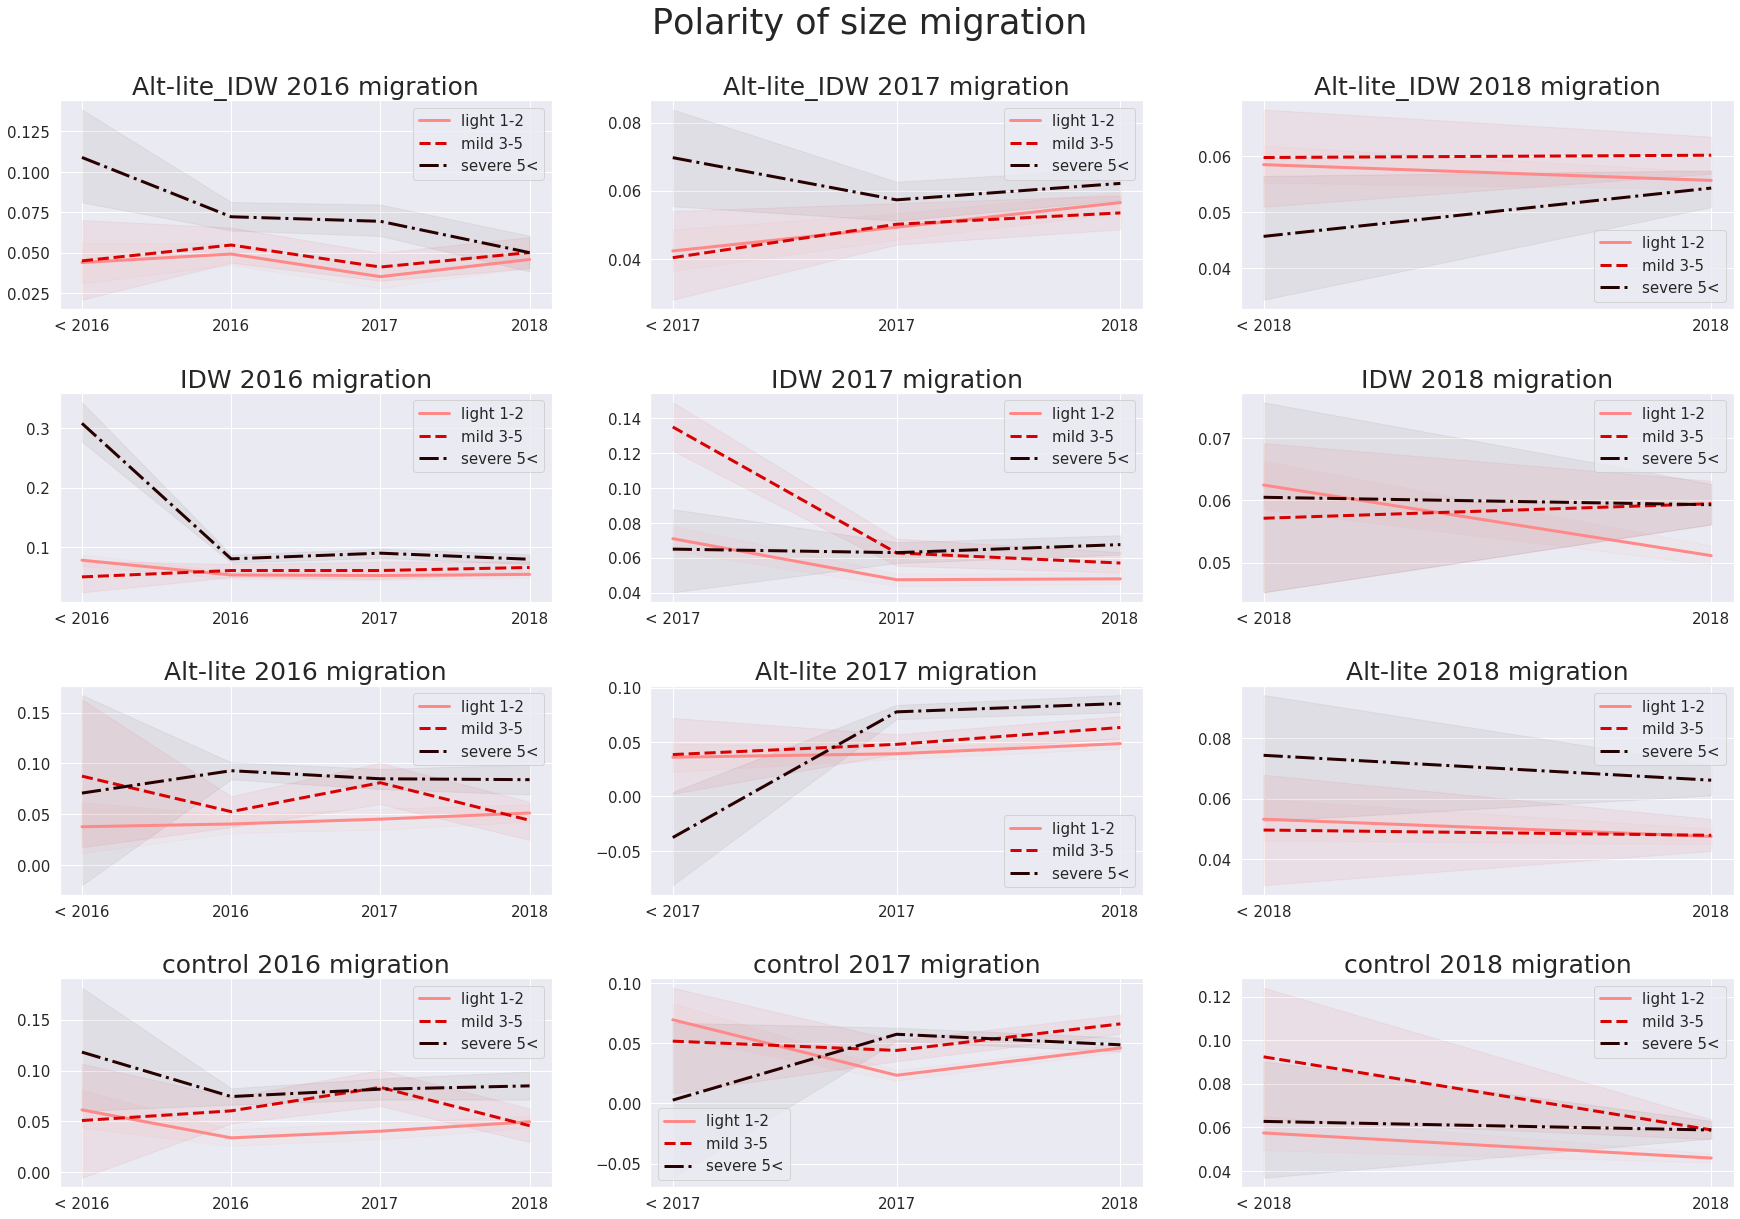 Polarity of size migration
Alt-lite_IDW 2016 migration
0.125
0.100
0.075
0.050
0.025
light 1-2
mild 3-5
severe 5<
< 2016
2016
2017
2018
Alt-lite_IDW 2017 migration
0.08
0.06
0.04
light 1-2
mild 3-5
severe 5<
< 2017
2017
2018
Alt-lite_IDW 2018 migration
0.06
0.05
0.04
light 1-2
mild 3-5
severe 5<
< 2018
2018
IDW 2016 migration
0.3
0.2
0.1
light 1-2
mild 3-5
severe 5<
< 2016
2016
2017
2018
IDW 2017 migration
0.14
0.12
0.10
0.08
0.06
0.04
light 1-2
mild 3-5
severe 5<
< 2017
2017
2018
IDW 2018 migration
0.07
0.06
0.05
light 1-2
mild 3-5
severe 5<
< 2018
2018
Alt-lite 2016 migration
0.15
0.10
0.05
0.00
light 1-2
mild 3-5
severe 5<
< 2016
2016
2017
2018
Alt-lite 2017 migration
0.10
0.05
0.00
−0.05
light 1-2
mild 3-5
severe 5<
< 2017
2017
2018
Alt-lite 2018 migration
0.08
0.06
0.04
light 1-2
mild 3-5
severe 5<
< 2018
2018
control 2016 migration
0.15
0.10
0.05
0.00
light 1-2
mild 3-5
severe 5<
< 2016
2016
2017
2018
control 2017 migration
0.10
0.05
0.00
−0.05
light 1-2
mild 3-5
severe 5<
< 2017
2017
2018
control 2018 migration
0.12
0.10
0.08
0.06
0.04
light 1-2
mild 3-5
severe 5<
< 2018
2018